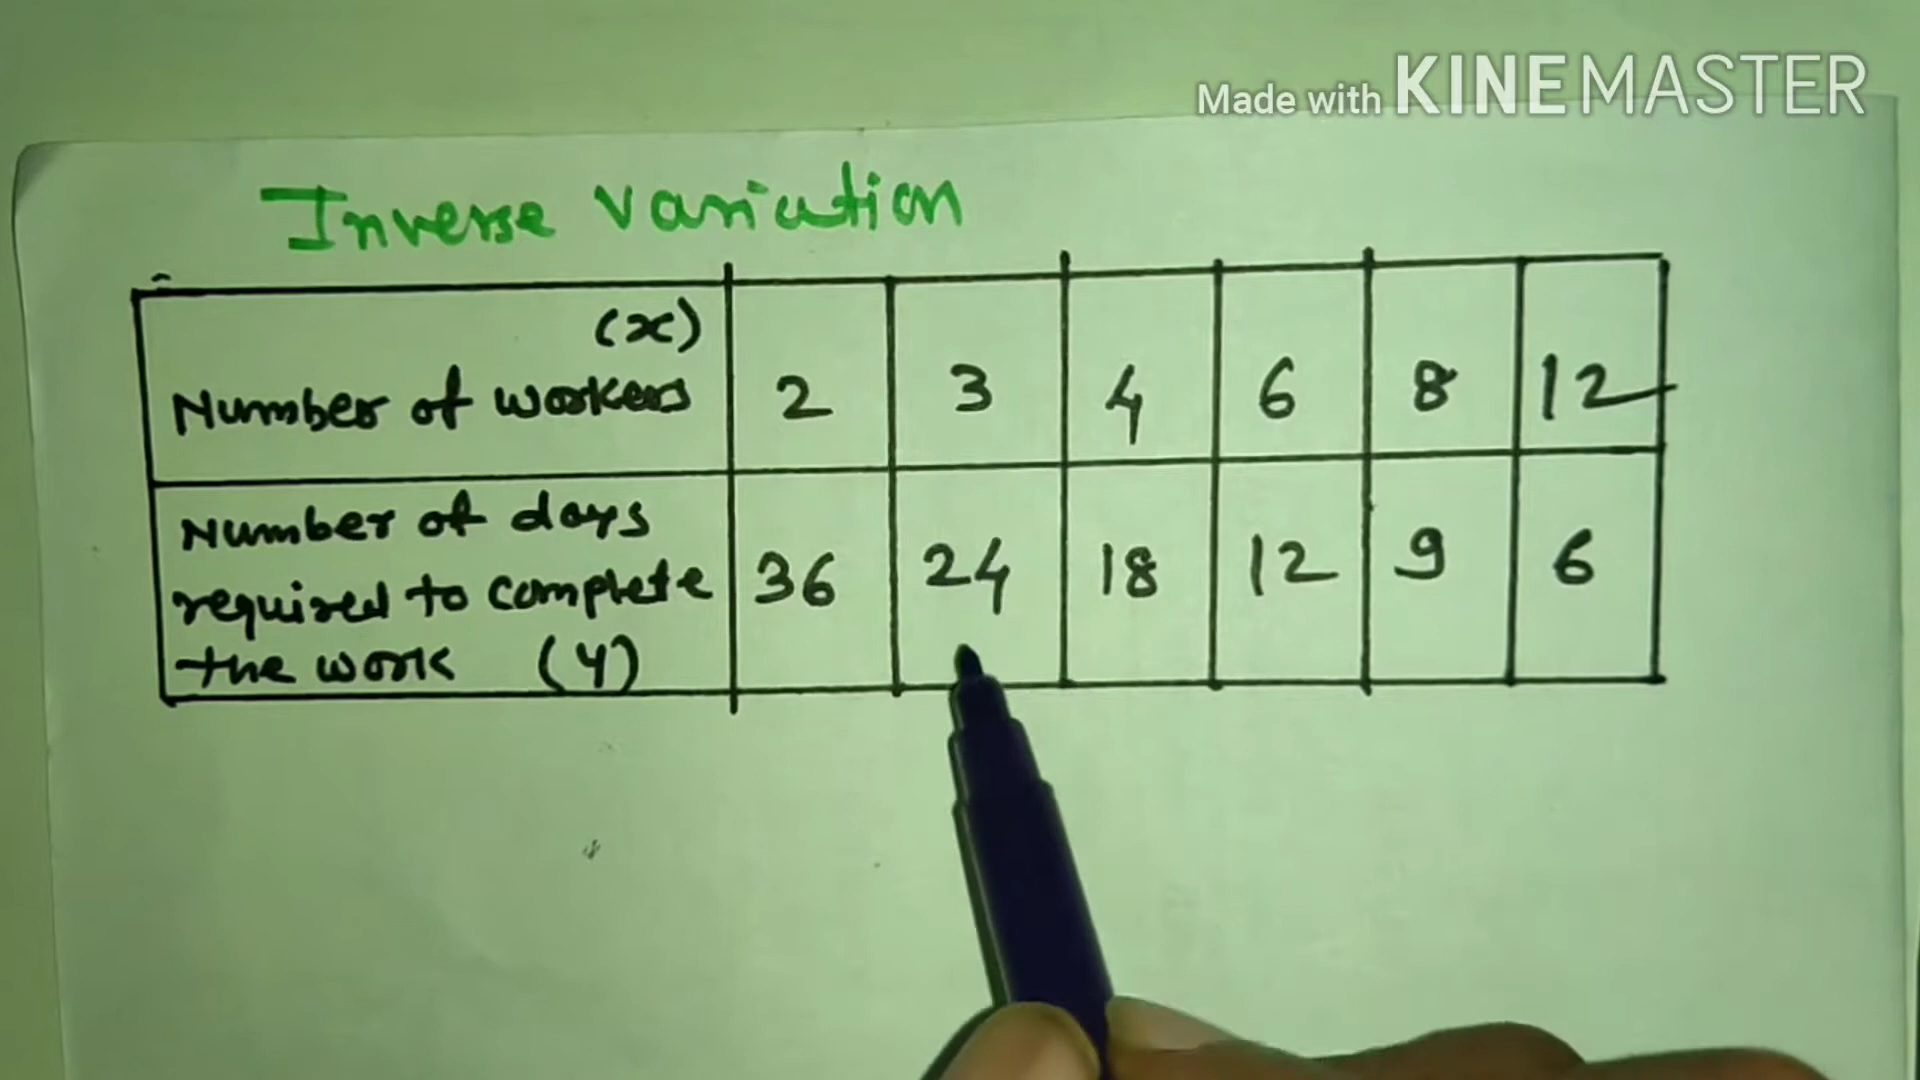 Made with KINEMASTER
Inverse variation
(x)
Number of workers 2 3 4 6 8 12
Number of days
required to complete 36 24 18 12 9 6
the work (y)